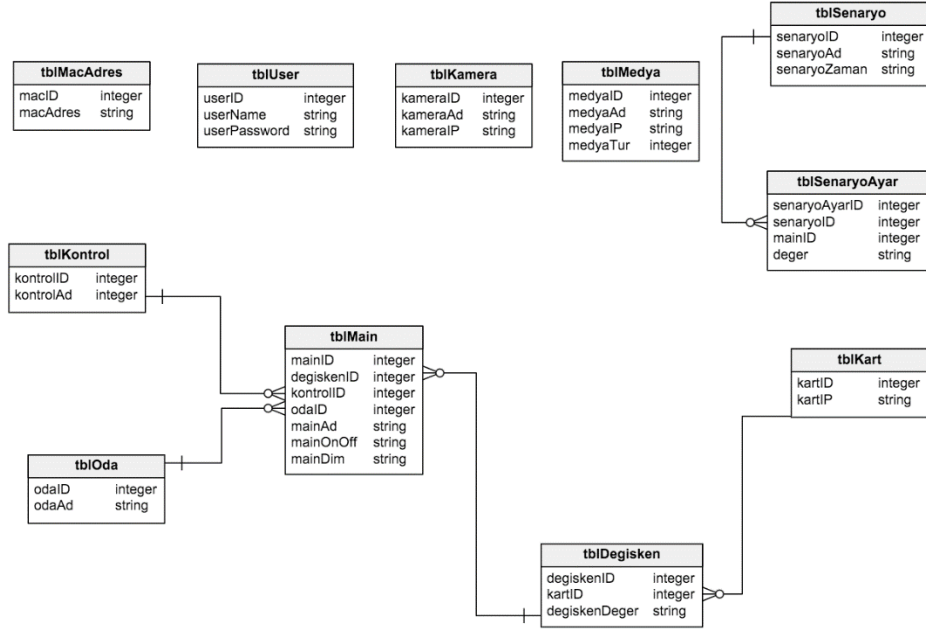 tblSenaryo
senaryoID integer
senaryoAd string
senaryoZaman string
tblMacAdres
macID integer
macAdres string
tblUser
userID integer
userName string
userPassword string
tblKamera
kameraID integer
kameraAd string
kameraIP string
tblMedya
medyaID integer
medyaAd string
medyaIP string
medyaTur integer
tblSenaryoAyar
senaryoAyarID integer
senaryoID integer
mainID integer
deger string
tblKontrol
kontrolID integer
kontrolAd integer
tblMain
mainID integer
degiskenID integer
kontrolID integer
odaID integer
mainAd string
mainOnOff string
mainDim string
tblKart
kartID integer
kartIP string
tblOda
odaID integer
odaAd string
tblDegisken
degiskenID integer
kartID integer
degiskenDeger string